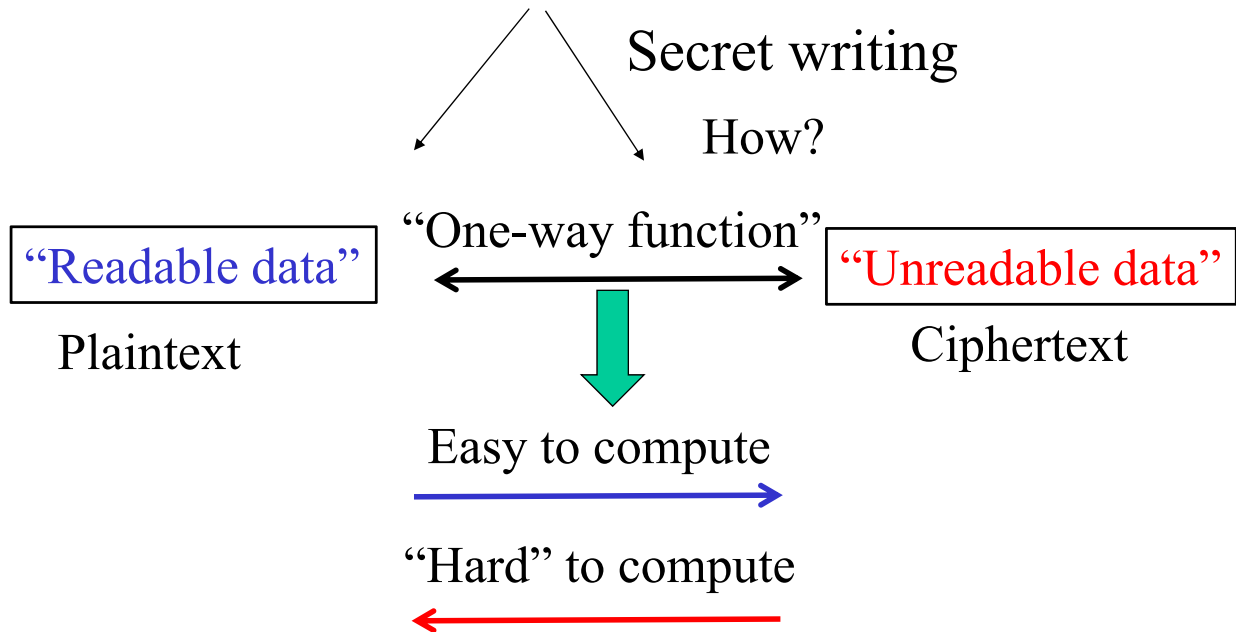 Secret writing
How?
“One-way function”
“Readable data”
“Unreadable data”
Plaintext
Ciphertext
Easy to compute
“Hard” to compute